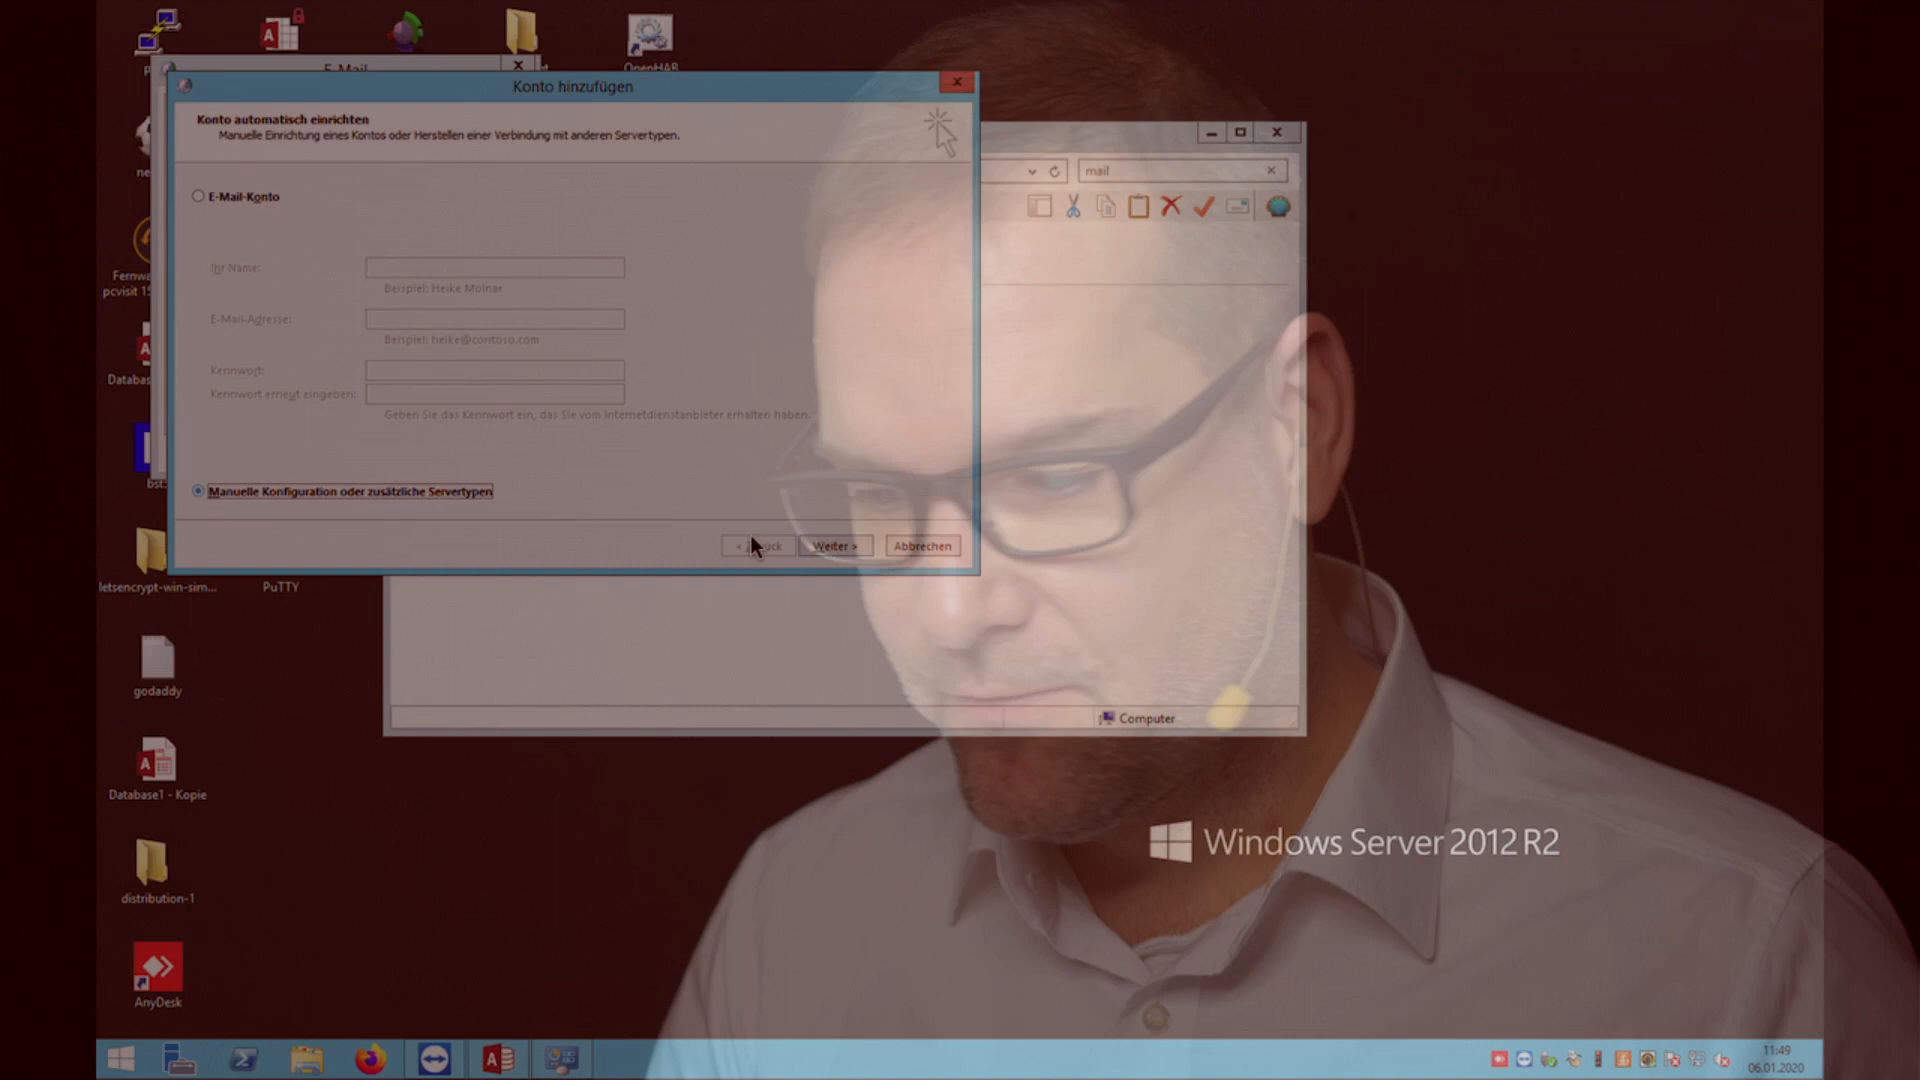 OpenHAB
E-Mail
Konto hinzufügen
Konto automatisch einrichten
Manuelle Einrichtung eines Kontos oder Herstellen einer Verbindung mit anderen Servertypen.
mail
E-Mail-Konto
Ihr Name:
Beispiel: Heike Molnar
E-Mail-Adresse:
Beispiel: heike@contoso.com
Kennwort:
Kennwort erneut eingeben:
Geben Sie das Kennwort ein, das Sie vom Internetdienstanbieter erhalten haben.
Manuelle Konfiguration oder zusätzliche Servertypen
Weiter >
Abbrechen
pcvisit 15
letsencrypt-win-sim...
PuTTY
godaddy
Computer
Database1 - Kopie
Windows Server 2012 R2
distribution-1
AnyDesk
11:49
06.01.2020